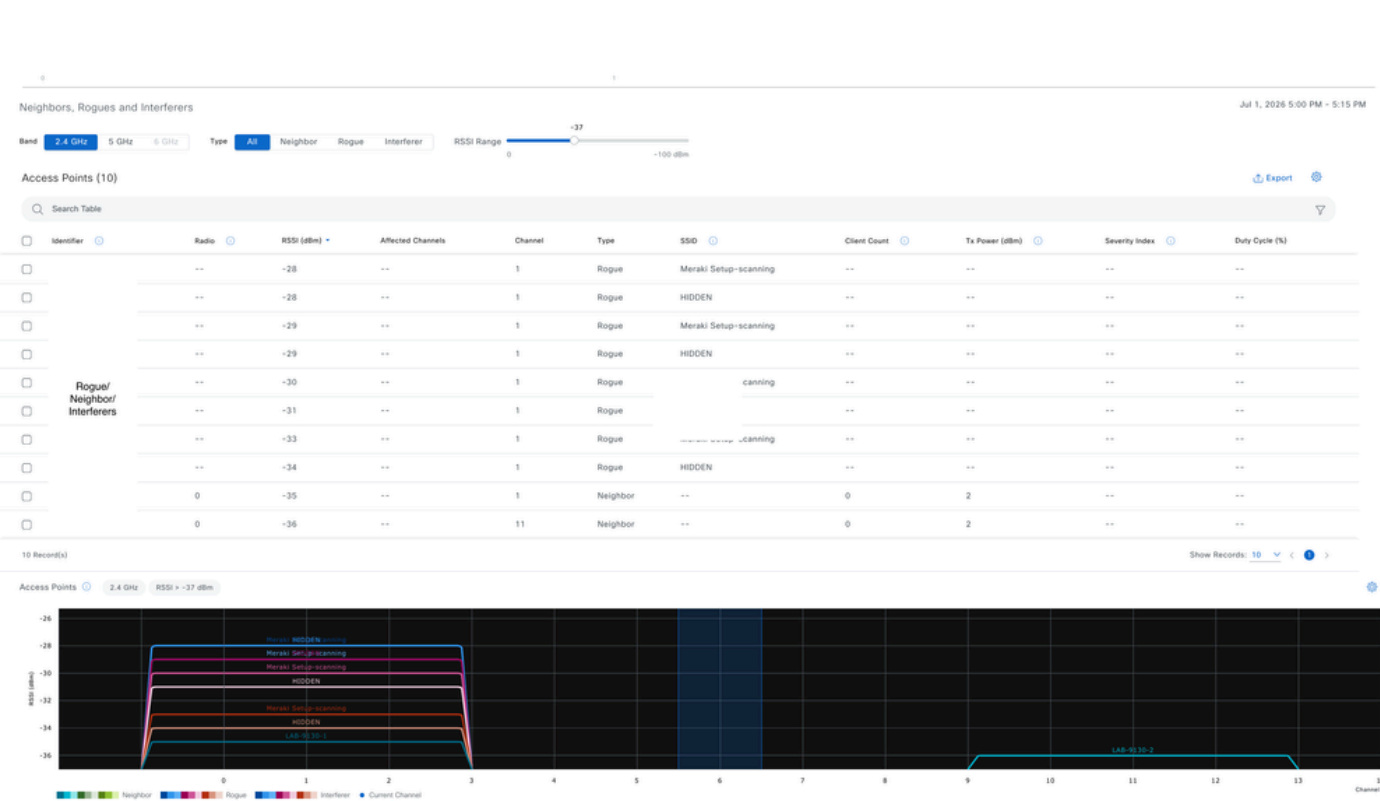 0 1
Neighbors, Rogues and Interferers Jul 1, 2026 5:00 PM - 5:15 PM
-37
Band 2.4 GHz 5 GHz 6 GHz Type All Neighbor Rogue Interferer RSSI Range
0 -100 dBm
Access Points (10) Export
Search Table
Identifier Radio RSSI (dBm) Affected Channels Channel Type SSID Client Count Tx Power (dBm) Severity Index Duty Cycle (%)
-- -28 -- 1 Rogue Meraki Setup-scanning -- -- -- --
-- -28 -- 1 Rogue HIDDEN -- -- -- --
-- -29 -- 1 Rogue Meraki Setup-scanning -- -- -- --
-- -29 -- 1 Rogue HIDDEN -- -- -- --
-- -30 -- 1 Rogue canning -- -- -- --
Rogue/
Neighbor/
Interferers
-- -31 -- 1 Rogue -- -- -- --
-- -33 -- 1 Rogue canning -- -- -- --
-- -34 -- 1 Rogue HIDDEN -- -- -- --
0 -35 -- 1 Neighbor -- 0 2 -- --
0 -36 -- 11 Neighbor -- 0 2 -- --
10 Record(s) Show Records: 10 1
Access Points 2.4 GHz RSSI > -37 dBm
RSSI (dBm)
-26
-28
-30
-32
-34
-36
HIDDEN
Meraki Setup-scanning
Meraki Setup-scanning
HIDDEN
Meraki Setup-scanning
HIDDEN
LAB-9130-1
LAB-9130-2
0 1 2 3 4 5 6 7 8 9 10 11 12 13
Channel
Neighbor Rogue Interferer Current Channel